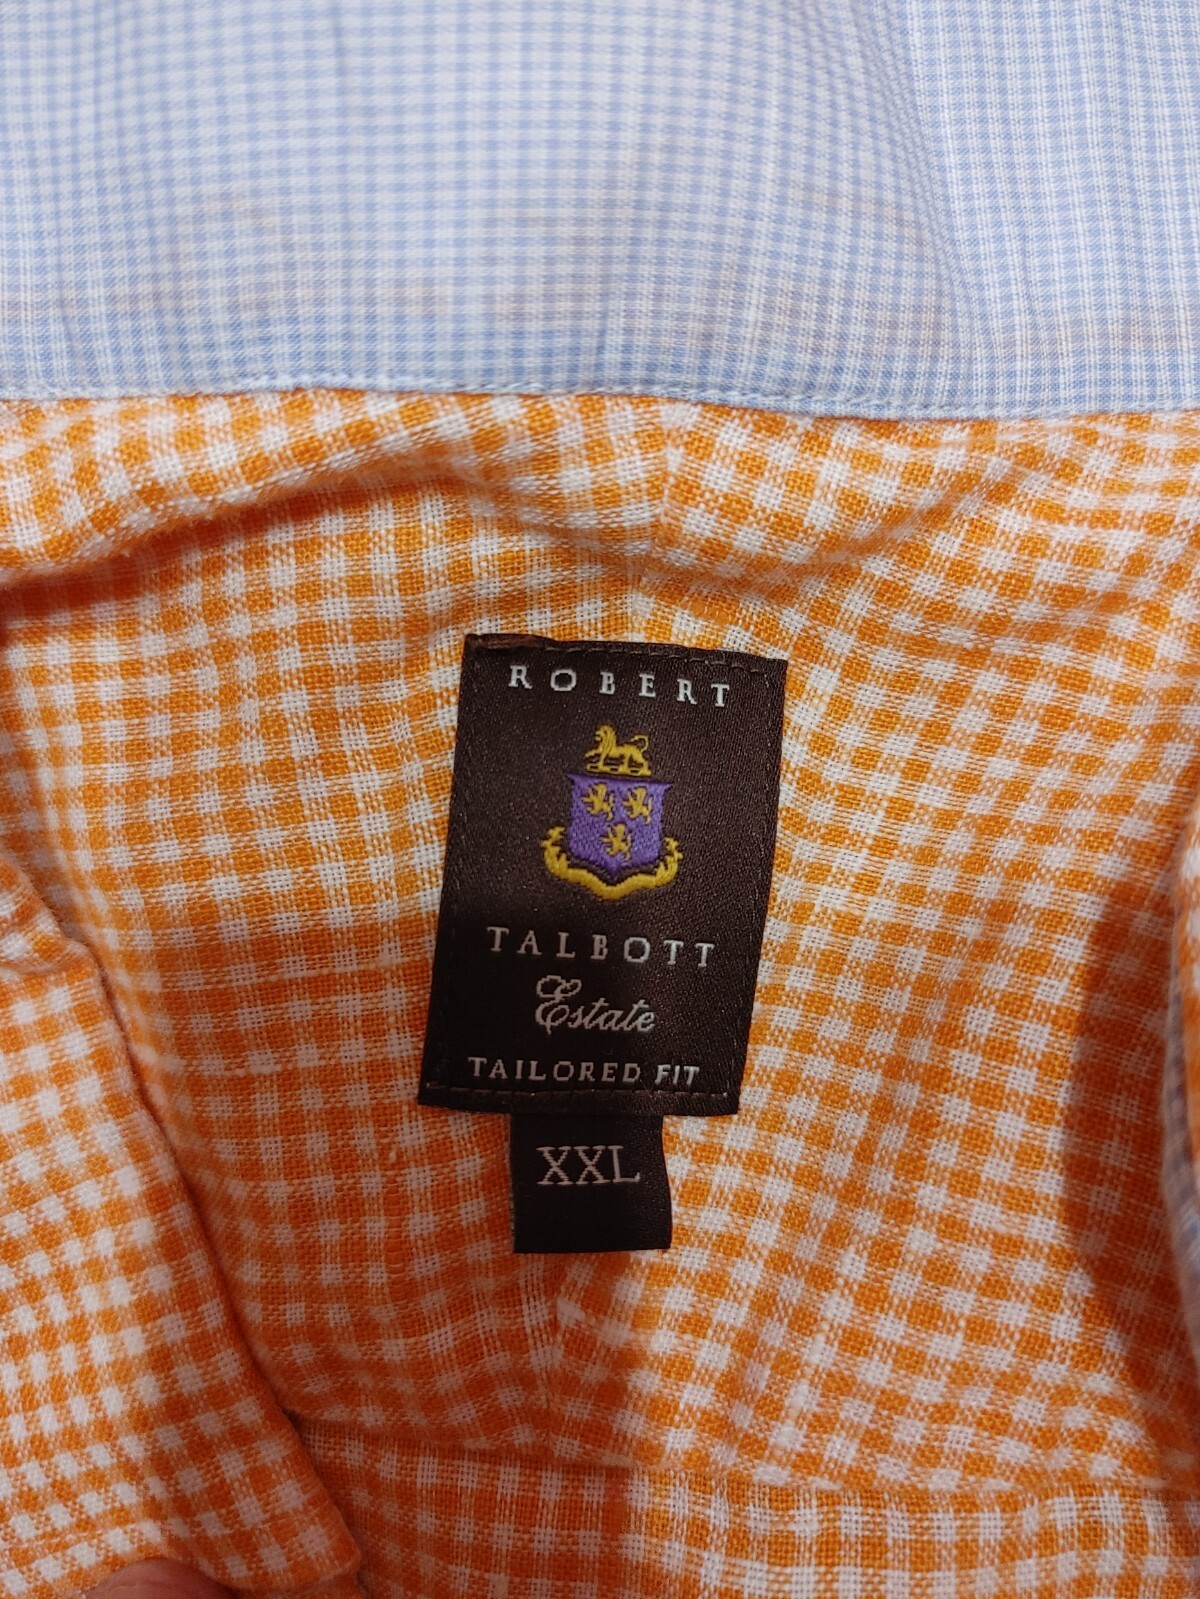 ROBERT
TALBOTT
Estate
TAILORED FIT
XXL